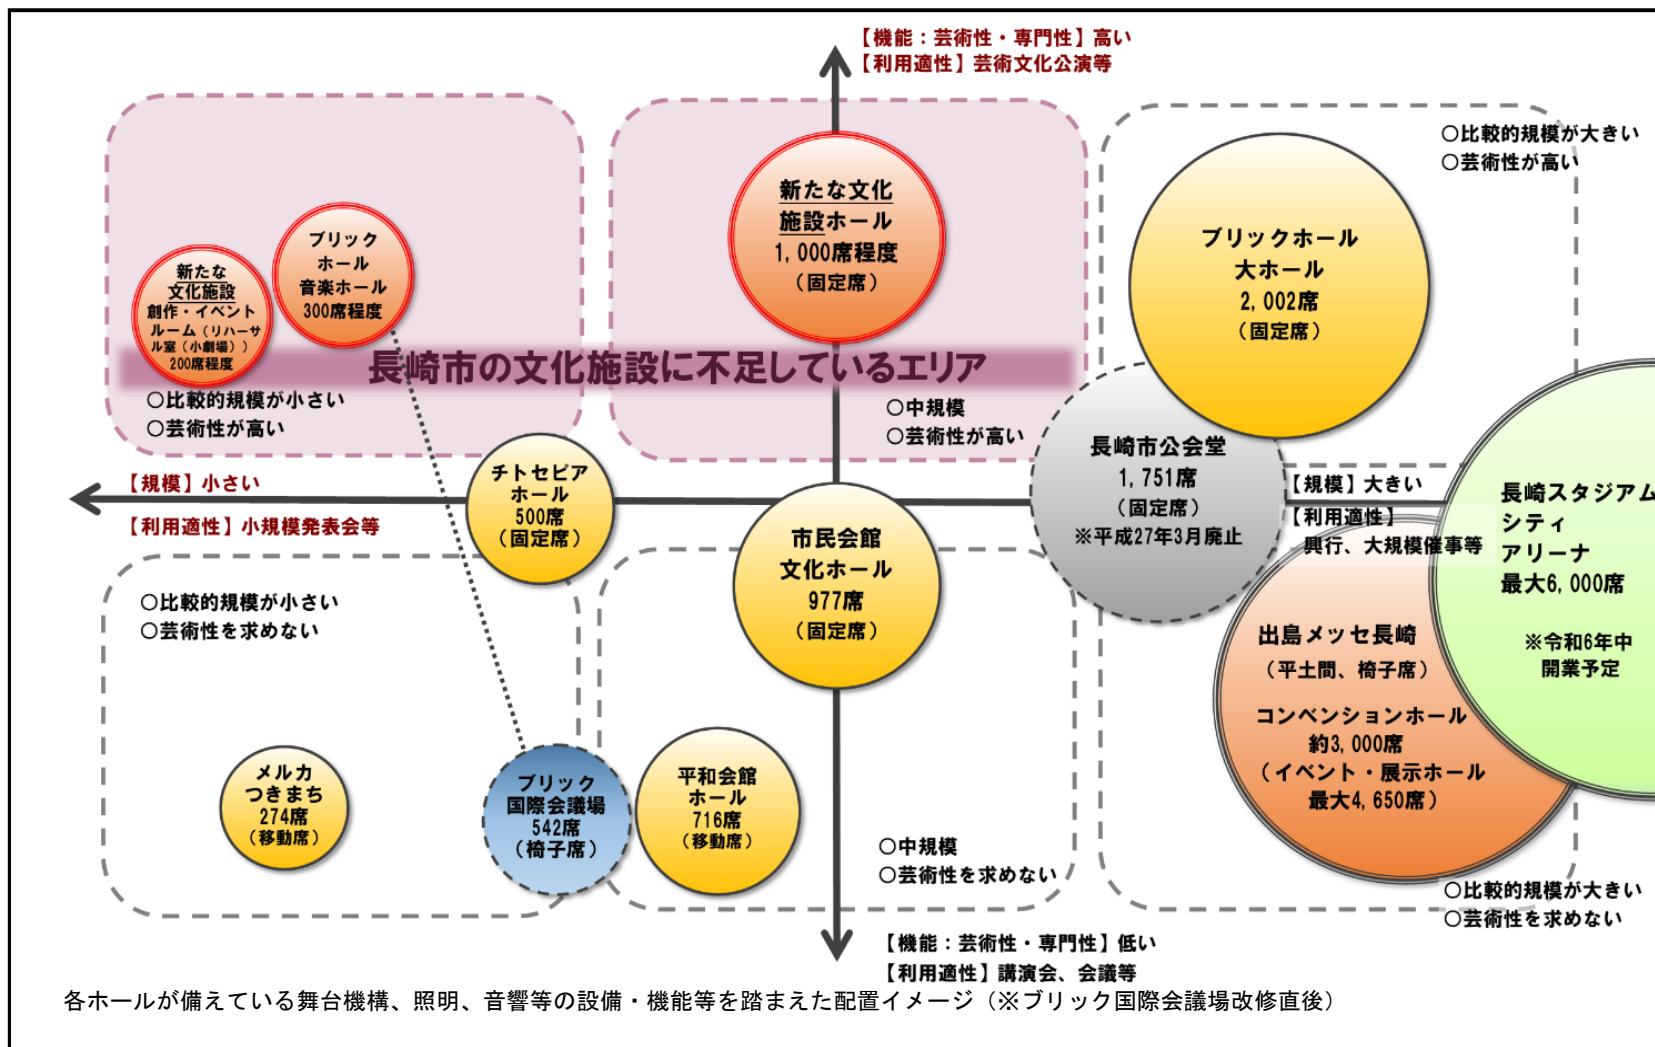 【機能：芸術性・専門性】高い
【利用適性】芸術文化公演等
○比較的規模が大きい
○芸術性が高い
新たな文化
施設ホール
1,000席程度
（固定席）
ブリックホール
大ホール
2,002席
（固定席）
ブリック
ホール
音楽ホール
300席程度
新たな
文化施設
創作・イベント
ルーム（リハーサ
ル室（小劇場））
200席程度
長崎市の文化施設に不足しているエリア
○比較的規模が小さい
○芸術性が高い
○中規模
○芸術性が高い
長崎市公会堂
1,751席
（固定席）
※平成27年3月廃止
チトセピア
ホール
500席
（固定席）
【規模】小さい
【利用適性】小規模発表会等
【規模】大きい
【利用適性】
興行、大規模催事等
長崎スタジアム
シティ
アリーナ
最大6,000席
※令和6年中
開業予定
市民会館
文化ホール
977席
（固定席）
○比較的規模が小さい
○芸術性を求めない
出島メッセ長崎
（平土間、椅子席）
コンベンションホール
約3,000席
（イベント・展示ホール
最大4,650席）
メルカ
つきまち
274席
（移動席）
ブリック
国際会議場
542席
（椅子席）
平和会館
ホール
716席
（移動席）
○中規模
○芸術性を求めない
○比較的規模が大きい
○芸術性を求めない
【機能：芸術性・専門性】低い
【利用適性】講演会、会議等
各ホールが備えている舞台機構、照明、音響等の設備・機能等を踏まえた配置イメージ（※ブリック国際会議場改修直後）